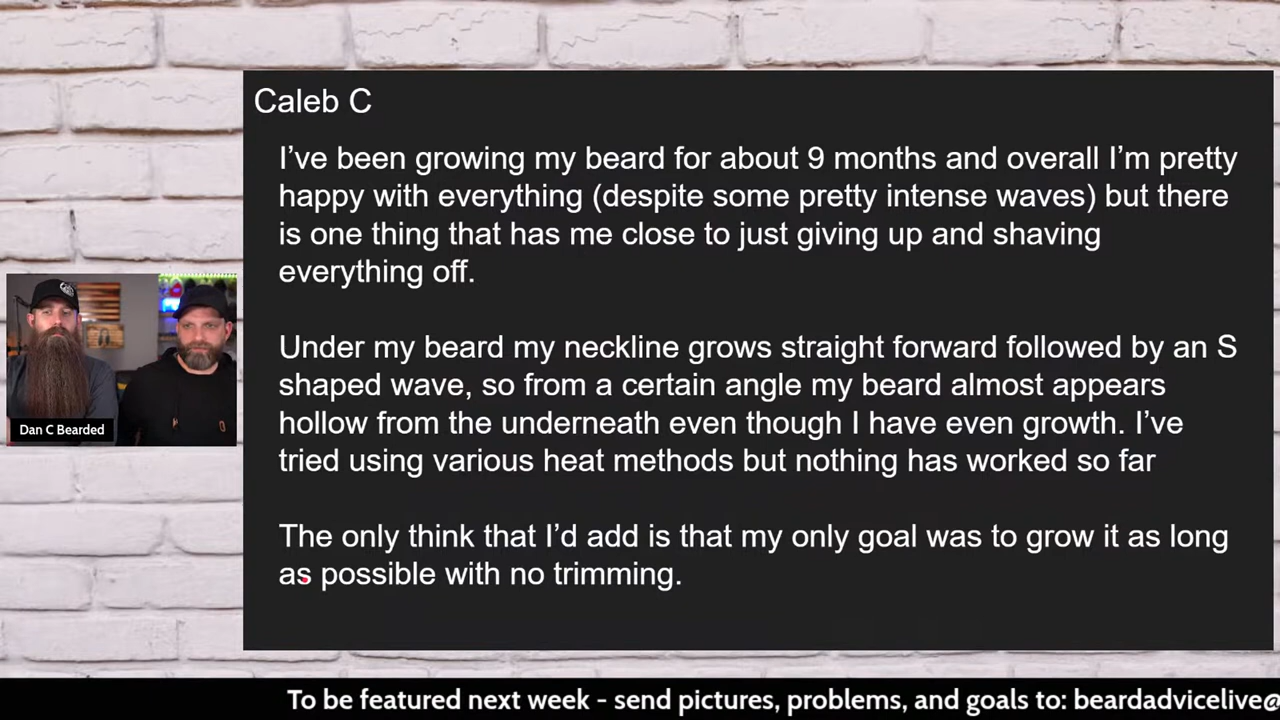 Caleb C
I’ve been growing my beard for about 9 months and overall I’m pretty
happy with everything (despite some pretty intense waves) but there
is one thing that has me close to just giving up and shaving
everything off.
Under my beard my neckline grows straight forward followed by an S
shaped wave, so from a certain angle my beard almost appears
hollow from the underneath even though I have even growth. I’ve
tried using various heat methods but nothing has worked so far
The only think that I’d add is that my only goal was to grow it as long
as possible with no trimming.
Dan C Bearded
To be featured next week - send pictures, problems, and goals to: beardadvicelive@